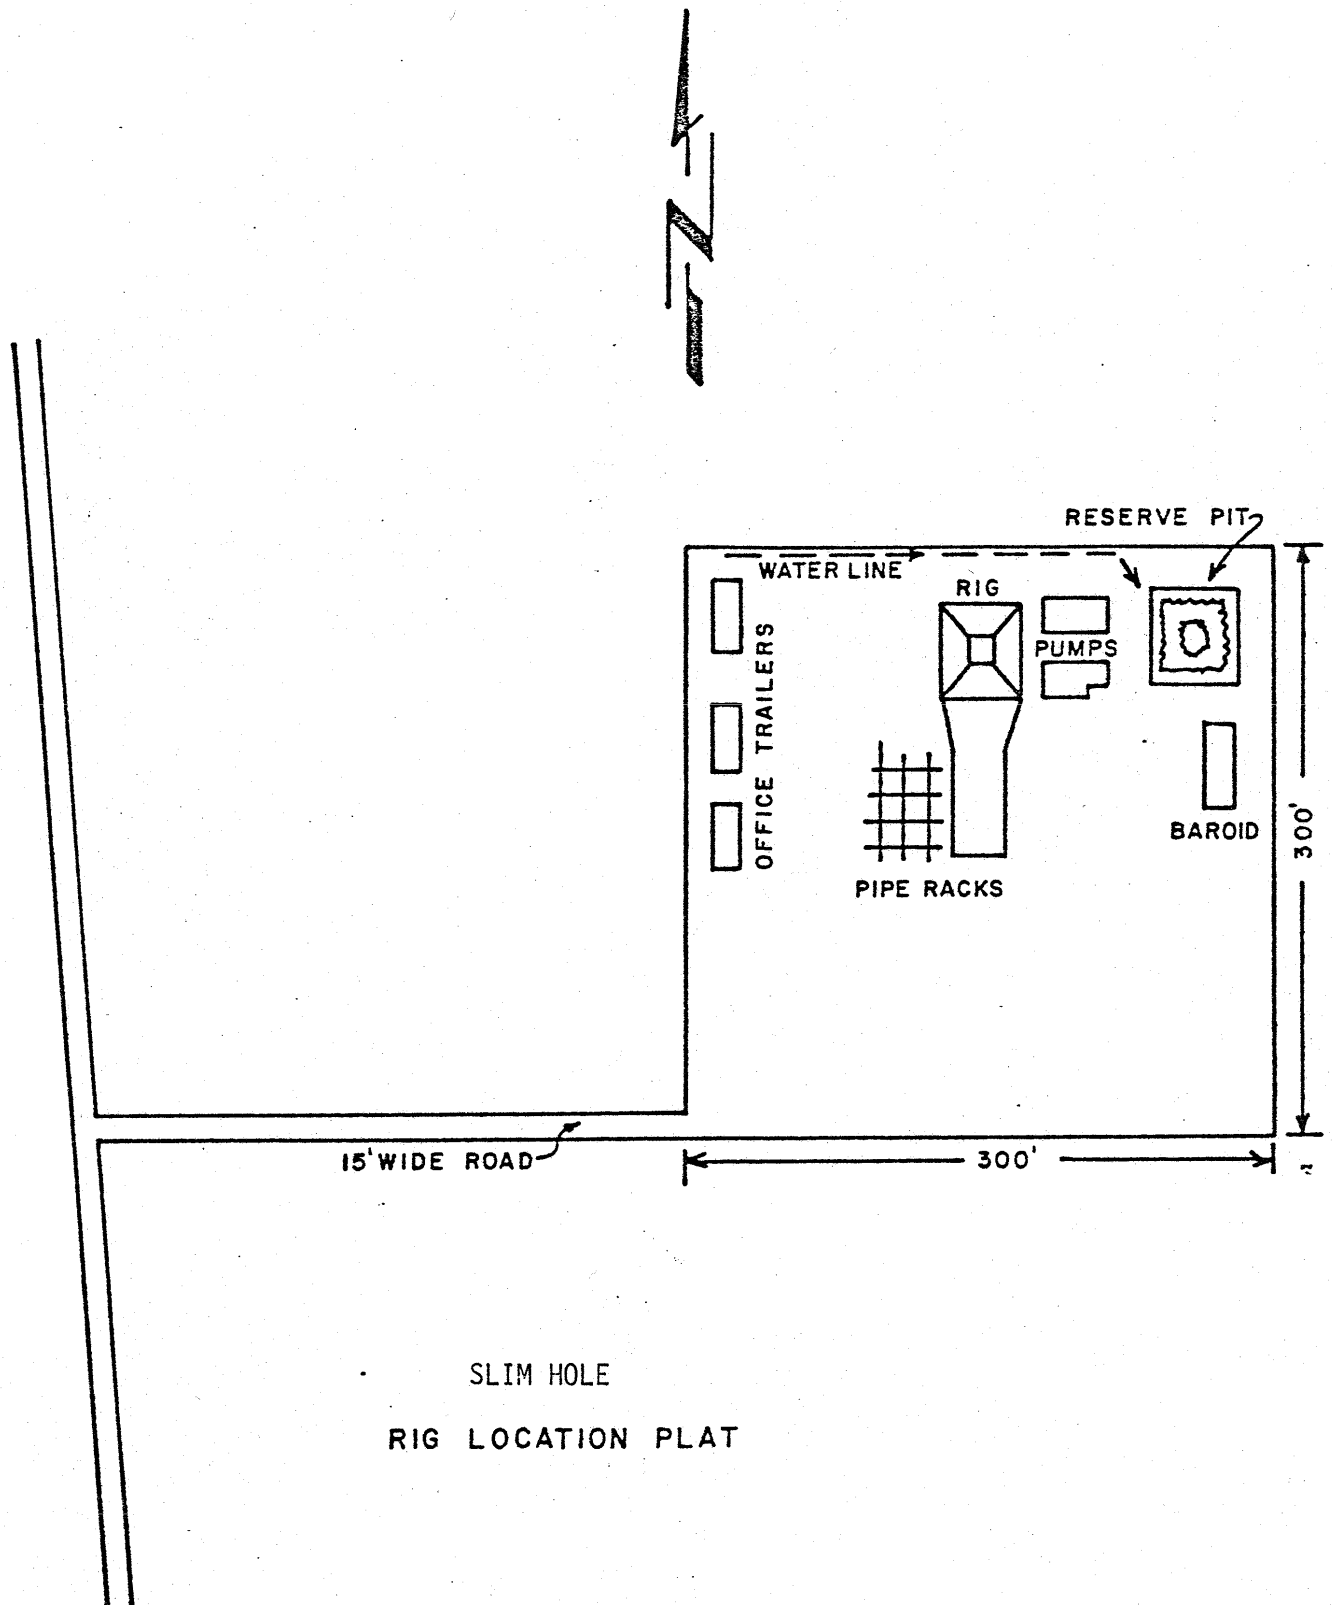 N
RESERVE PIT
WATER LINE
RIG
PUMPS
OFFICE TRAILERS
BAROID
300'
PIPE RACKS
15' WIDE ROAD
300'
SLIM HOLE
RIG LOCATION PLAT